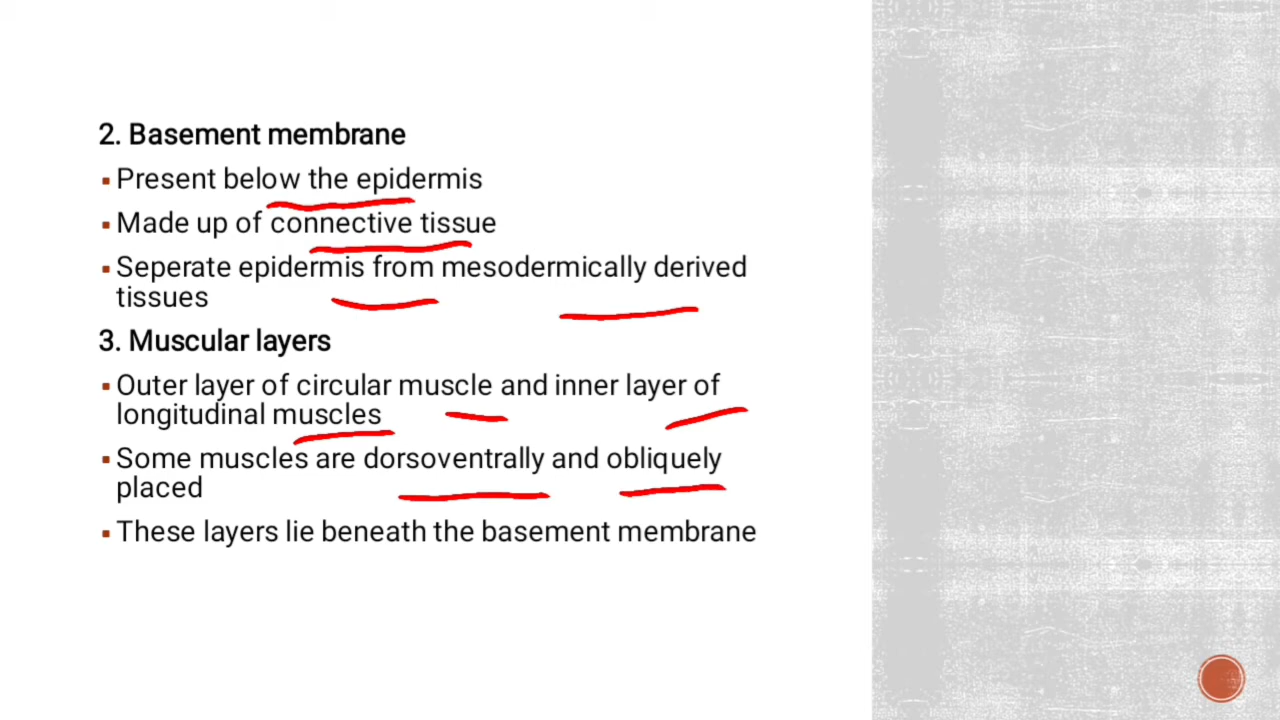 2. Basement membrane
▪ Present below the epidermis
▪ Made up of connective tissue
▪ Seperate epidermis from mesodermically derived
tissues
3. Muscular layers
▪ Outer layer of circular muscle and inner layer of
longitudinal muscles
▪ Some muscles are dorsoventrally and obliquely
placed
▪ These layers lie beneath the basement membrane